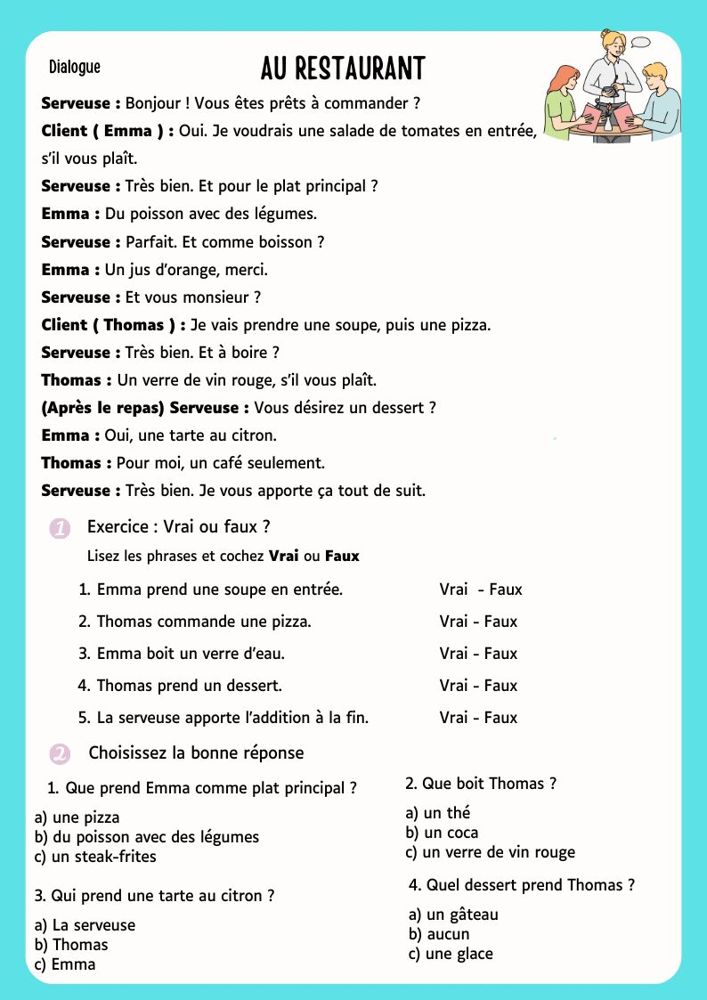 Dialogue
AU RESTAURANT
Serveuse : Bonjour ! Vous êtes prêts à commander ?
Client ( Emma ) : Oui. Je voudrais une salade de tomates en entrée,
s'il vous plaît.
Serveuse : Très bien. Et pour le plat principal ?
Emma : Du poisson avec des légumes.
Serveuse : Parfait. Et comme boisson ?
Emma : Un jus d'orange, merci.
Serveuse : Et vous monsieur ?
Client ( Thomas ) : Je vais prendre une soupe, puis une pizza.
Serveuse : Très bien. Et à boire ?
Thomas : Un verre de vin rouge, s'il vous plaît.
(Après le repas) Serveuse : Vous désirez un dessert ?
Emma : Oui, une tarte au citron.
Thomas : Pour moi, un café seulement.
Serveuse : Très bien. Je vous apporte ça tout de suit.
1 Exercice : Vrai ou faux ?
Lisez les phrases et cochez Vrai ou Faux
1. Emma prend une soupe en entrée. Vrai - Faux
2. Thomas commande une pizza. Vrai - Faux
3. Emma boit un verre d'eau. Vrai - Faux
4. Thomas prend un dessert. Vrai - Faux
5. La serveuse apporte l'addition à la fin. Vrai - Faux
2 Choisissez la bonne réponse
1. Que prend Emma comme plat principal ?
a) une pizza
b) du poisson avec des légumes
c) un steak-frites
2. Que boit Thomas ?
a) un thé
b) un coca
c) un verre de vin rouge
3. Qui prend une tarte au citron ?
a) La serveuse
b) Thomas
c) Emma
4. Quel dessert prend Thomas ?
a) un gâteau
b) aucun
c) une glace